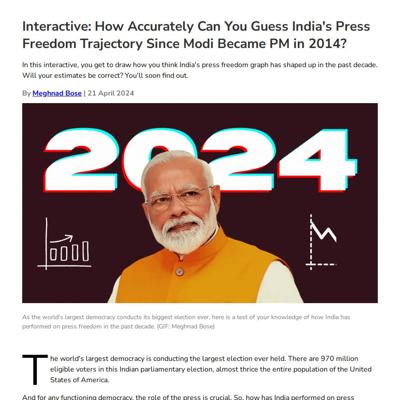 Interactive: How Accurately Can You Guess India's Press
Freedom Trajectory Since Modi Became PM in 2014?
In this interactive, you get to draw how you think India's press freedom graph has shaped up in the past decade.
Will your estimates be correct? You'll soon find out.
By Meghnad Bose | 21 April 2024
2024
As the world's largest democracy conducts its biggest election ever, here is a test of your knowledge of how India has
performed on press freedom in the past decade. (GIF: Meghnad Bose)
The world's largest democracy is conducting the largest election ever held. There are 970 million
eligible voters in this Indian parliamentary election, almost thrice the entire population of the United
States of America.
And for any functioning democracy, the role of the press is crucial. So, how has India performed on press